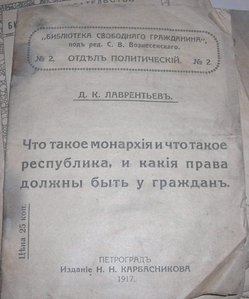 „БИБЛІОТЕКА СВОБОДНАГО ГРАЖДАНИНА“
подъ ред. С. В. Вознесенскаго.
№ 2. ОТДѢЛЪ ПОЛИТИЧЕСКІЙ. № 2.
Д. К. ЛАВРЕНТЬЕВЪ.
Что такое монархія и что такое
республика, и какія права
должны быть у гражданъ.
Цѣна 25 коп.
ПЕТРОГРАДЪ
Изданіе Н. Н. КАРБАСНИКОВА
1917.